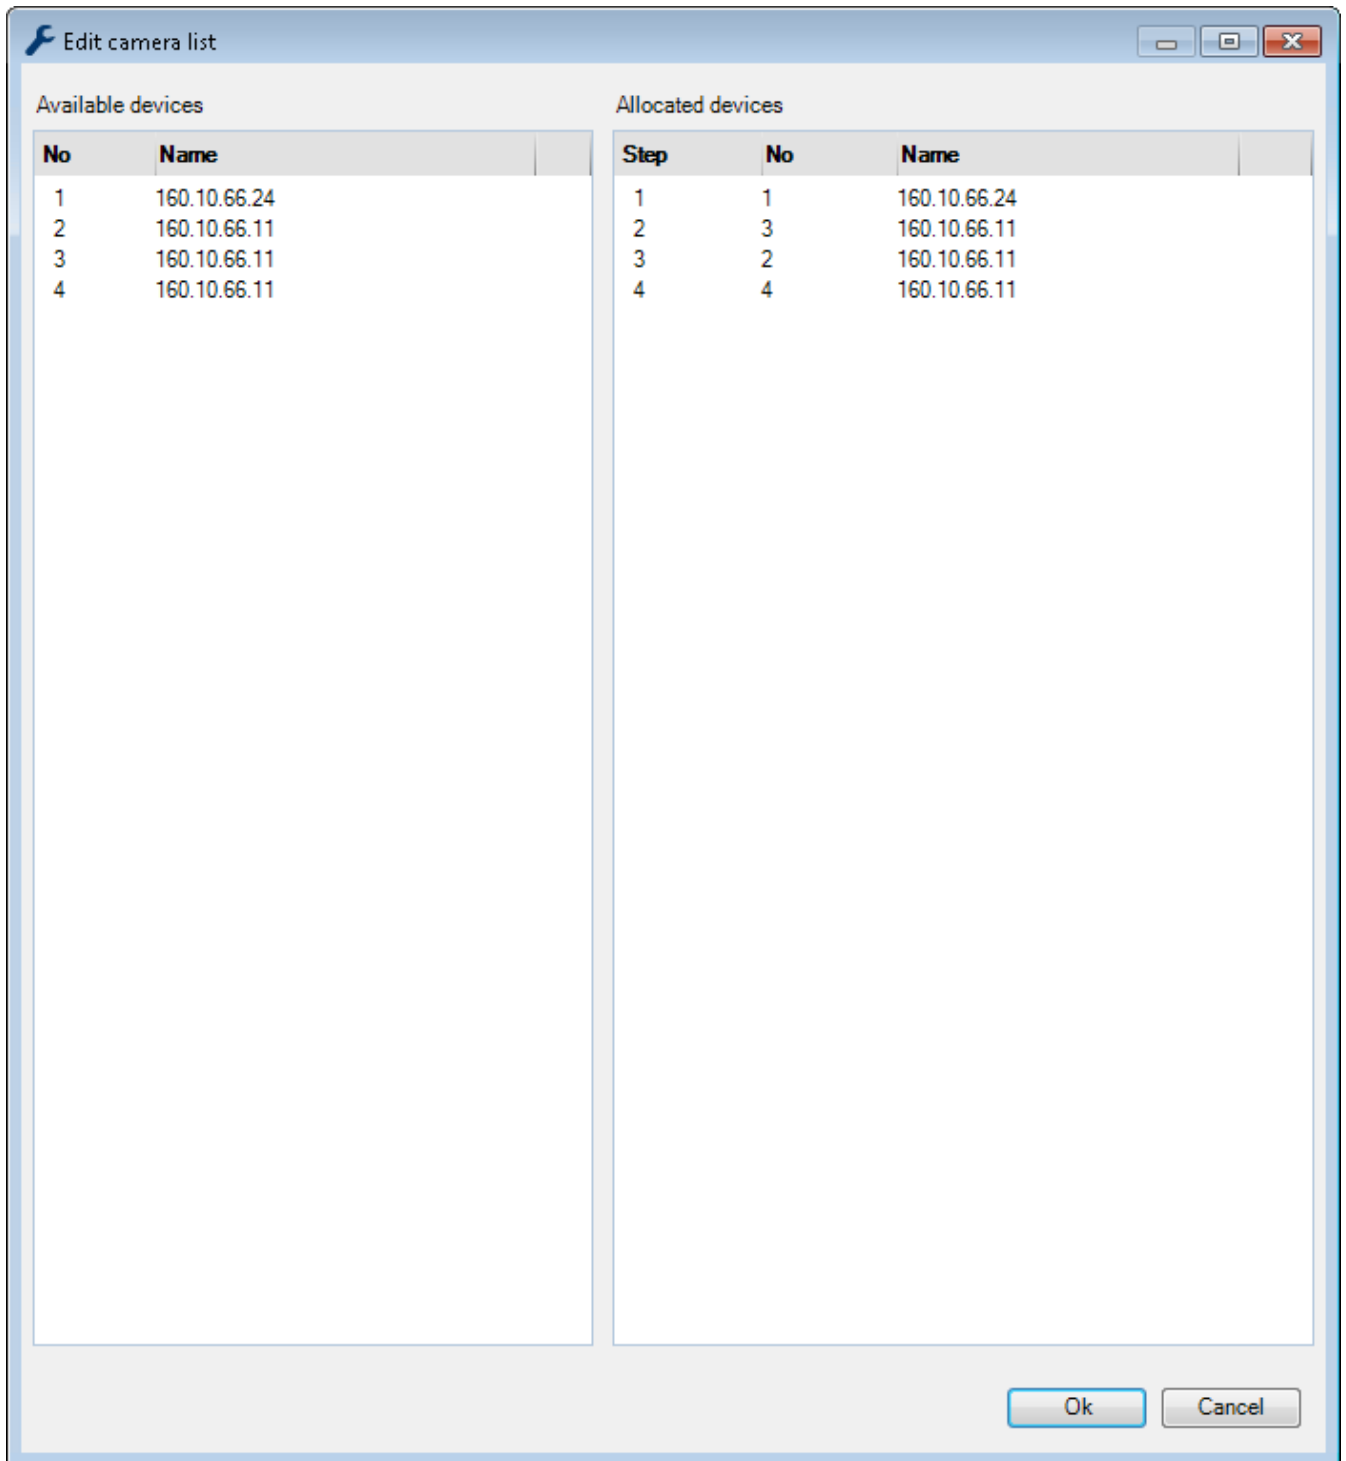 Edit camera list
Available devices
No Name
1 160.10.66.24
2 160.10.66.11
3 160.10.66.11
4 160.10.66.11
Allocated devices
Step No Name
1 1 160.10.66.24
2 3 160.10.66.11
3 2 160.10.66.11
4 4 160.10.66.11
Ok Cancel